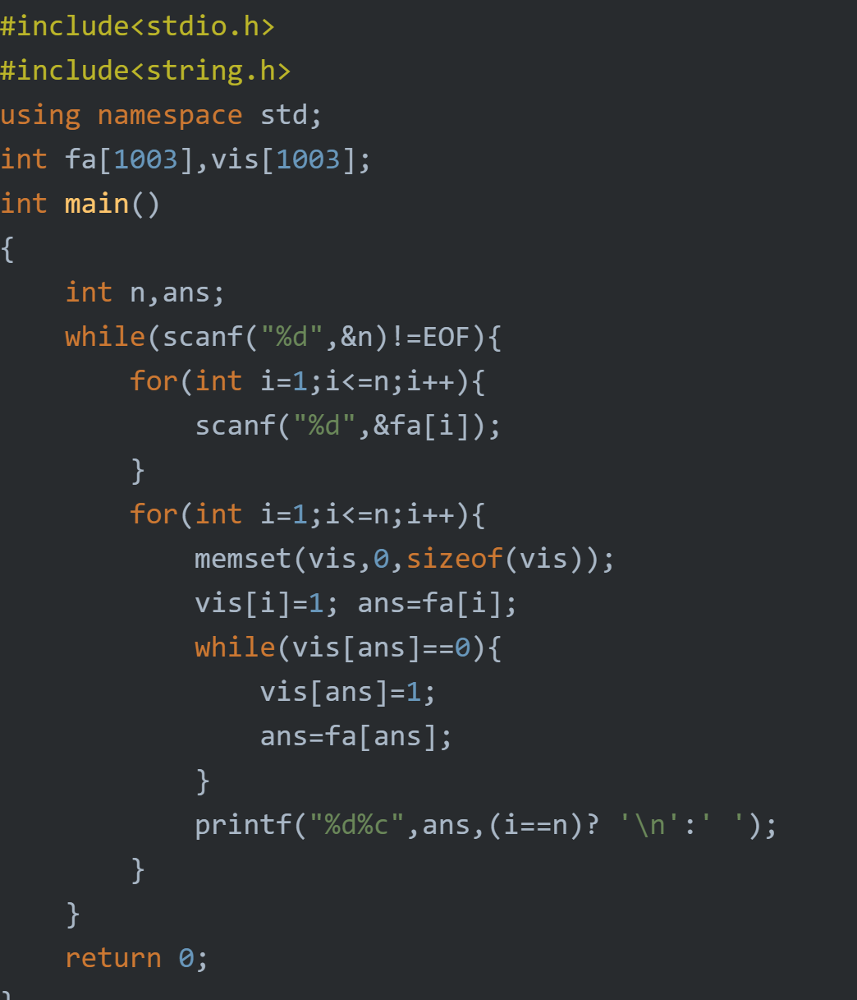 #include<stdio.h>
#include<string.h>
using namespace std;
int fa[1003],vis[1003];
int main()
{
    int n,ans;
    while(scanf("%d",&n)!=EOF){
        for(int i=1;i<=n;i++){
            scanf("%d",&fa[i]);
        }
        for(int i=1;i<=n;i++){
            memset(vis,0,sizeof(vis));
            vis[i]=1; ans=fa[i];
            while(vis[ans]==0){
                vis[ans]=1;
                ans=fa[ans];
            }
            printf("%d%c",ans,(i==n)? '\n':' ');
        }
    }
    return 0;
}